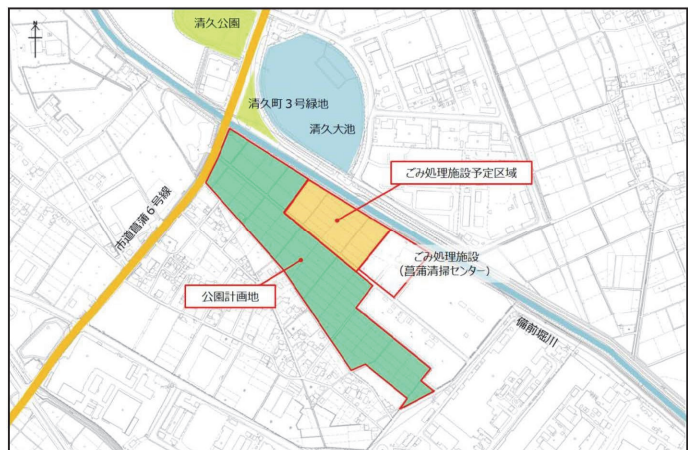 清久公園
清久町3号緑地
清久大池
ごみ処理施設予定区域
市道菖蒲6号線
ごみ処理施設
(菖蒲清掃センター)
公園計画地
備前堀川